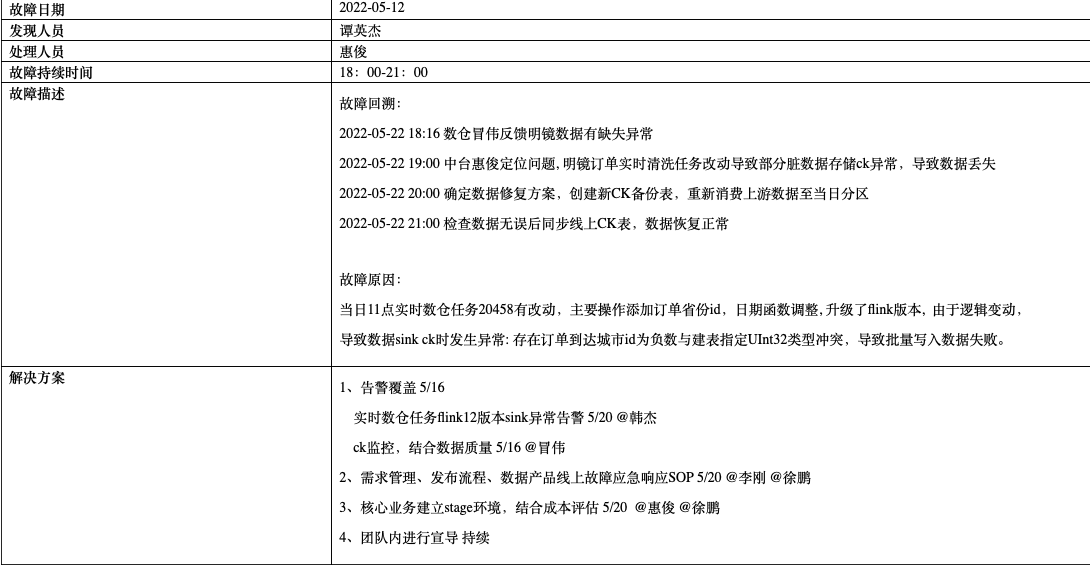 故障日期 2022-05-12
发现人员 谭英杰
处理人员 惠俊
故障持续时间 18：00-21：00
故障描述
故障回溯：
2022-05-22 18:16 数仓冒伟反馈明镜数据有缺失异常
2022-05-22 19:00 中台惠俊定位问题, 明镜订单实时清洗任务改动导致部分脏数据存储ck异常，导致数据丢失
2022-05-22 20:00 确定数据修复方案，创建新CK备份表，重新消费上游数据至当日分区
2022-05-22 21:00 检查数据无误后同步线上CK表，数据恢复正常
故障原因：
当日11点实时数仓任务20458有改动，主要操作添加订单省份id，日期函数调整, 升级了flink版本, 由于逻辑变动，
导致数据sink ck时发生异常: 存在订单到达城市id为负数与建表指定UInt32类型冲突，导致批量写入数据失败。
解决方案
1、告警覆盖 5/16
实时数仓任务flink12版本sink异常告警 5/20 @韩杰
ck监控，结合数据质量 5/16 @冒伟
2、需求管理、发布流程、数据产品线上故障应急响应SOP 5/20 @李刚 @徐鹏
3、核心业务建立stage环境，结合成本评估 5/20 @惠俊 @徐鹏
4、团队内进行宣导 持续